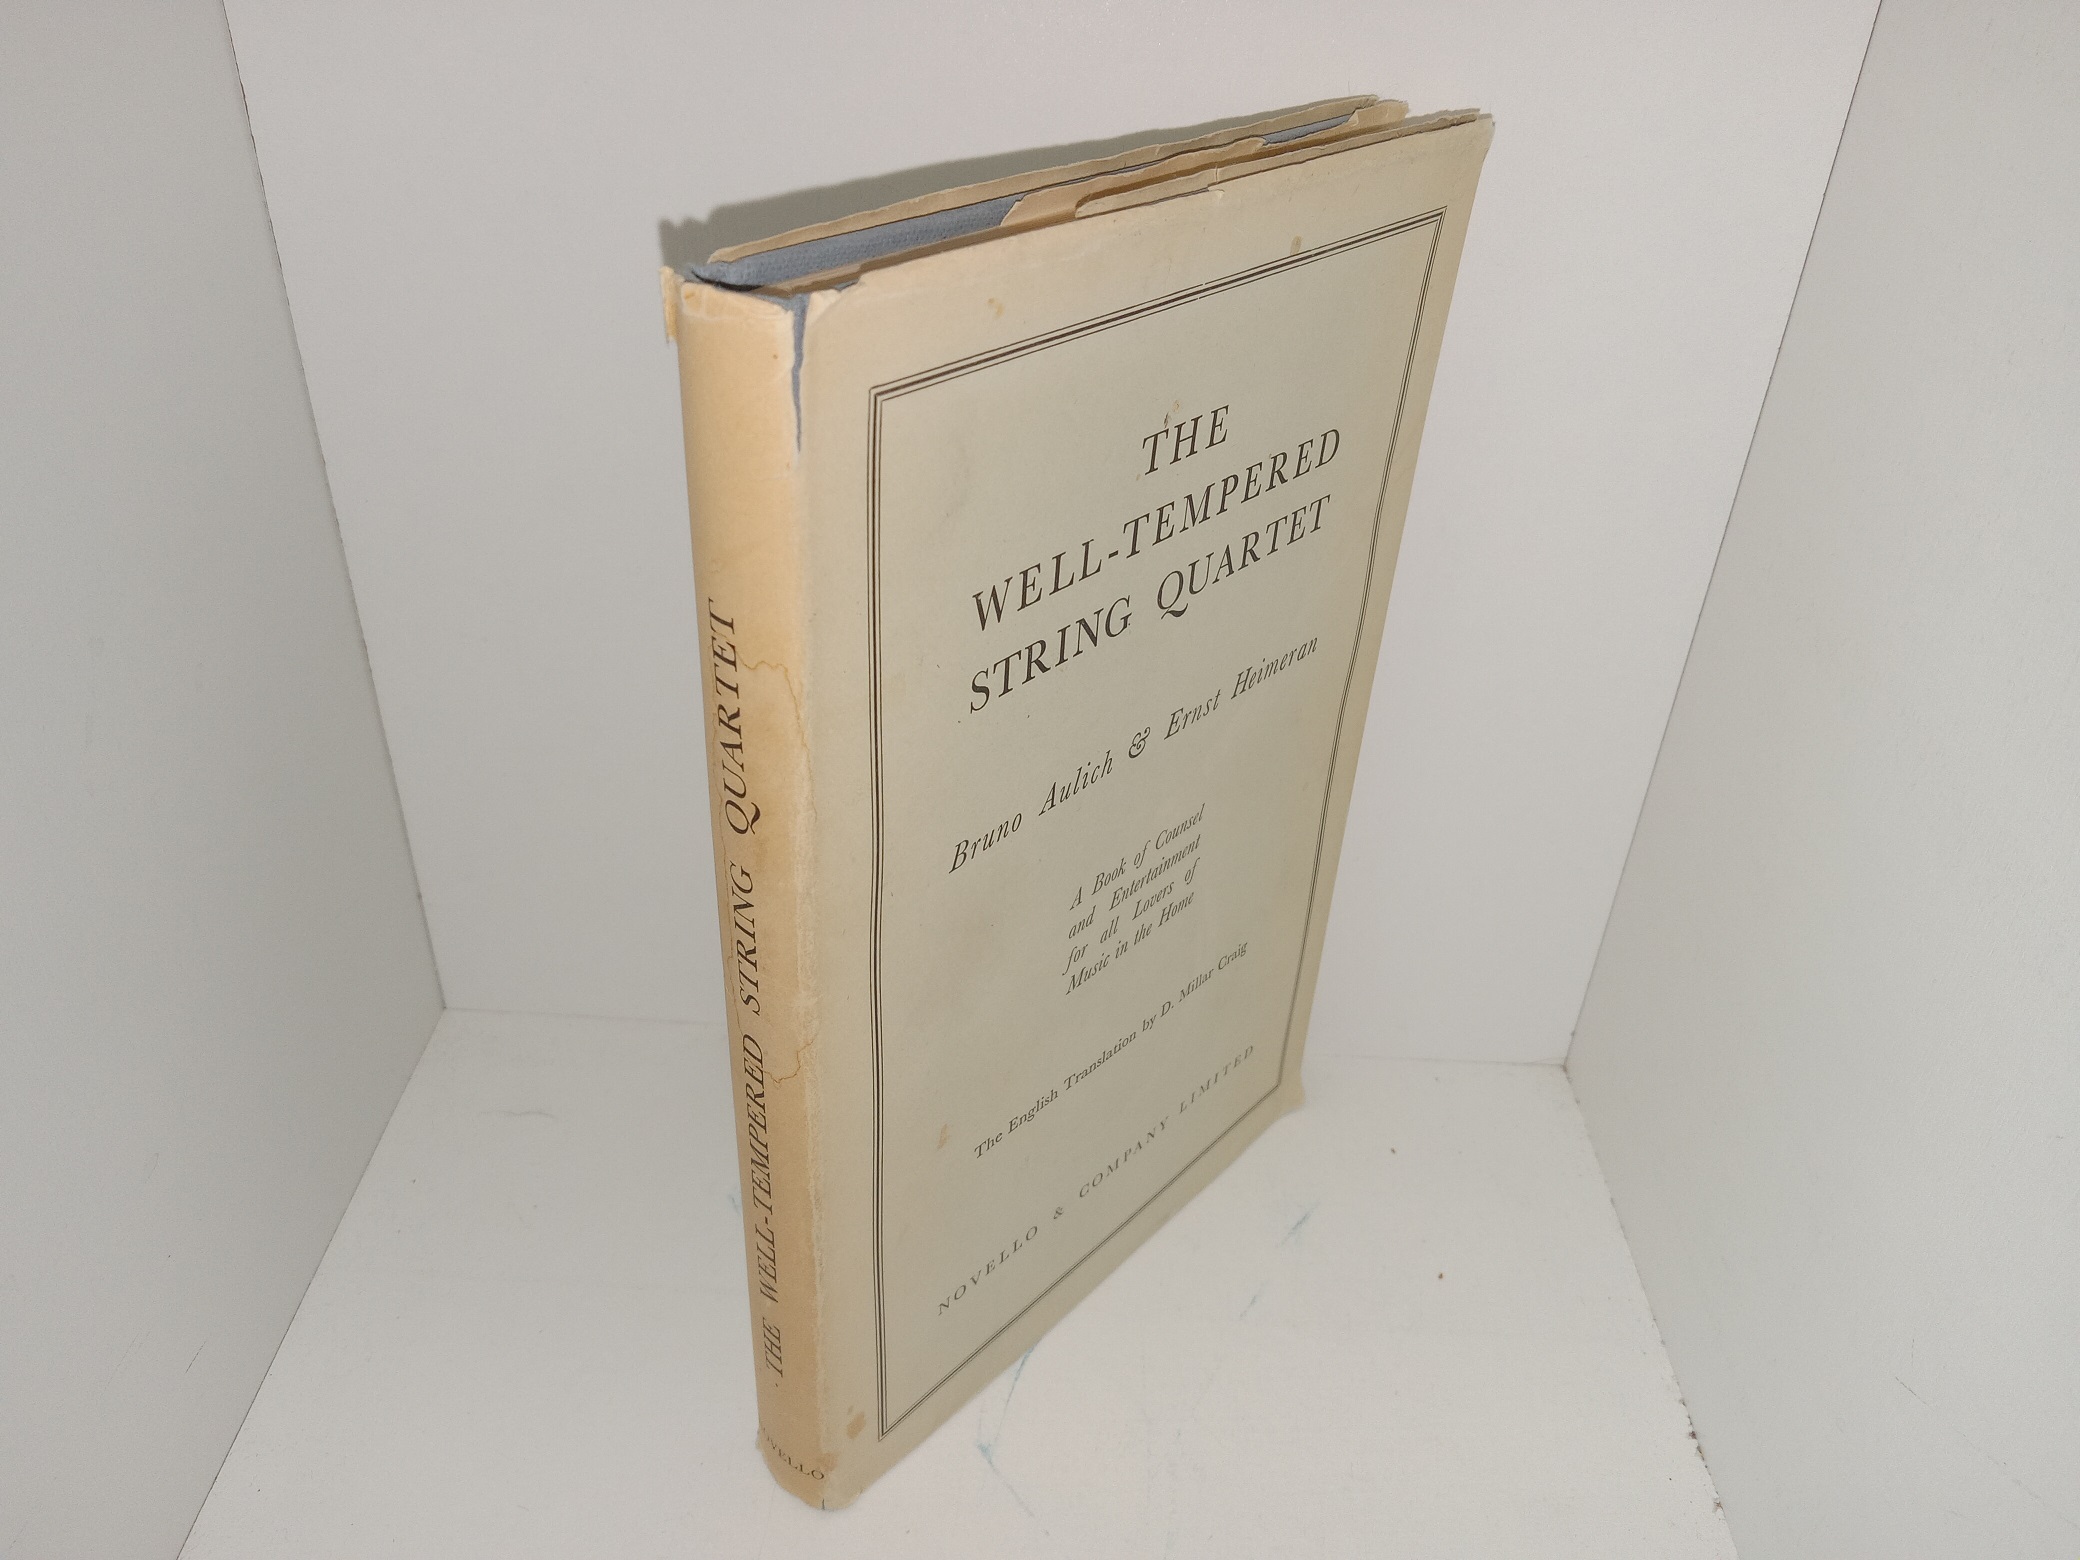 THE
WELL-TEMPERED
STRING QUARTET
Bruno Aulich & Ernst Heimeran
A Book of Counsel
and Entertainment
for all Lovers of
Music in the Home
The English Translation by D. Millar Craig
NOVELLO & COMPANY LIMITED
THE WELL-TEMPERED STRING QUARTET
NOVELLO